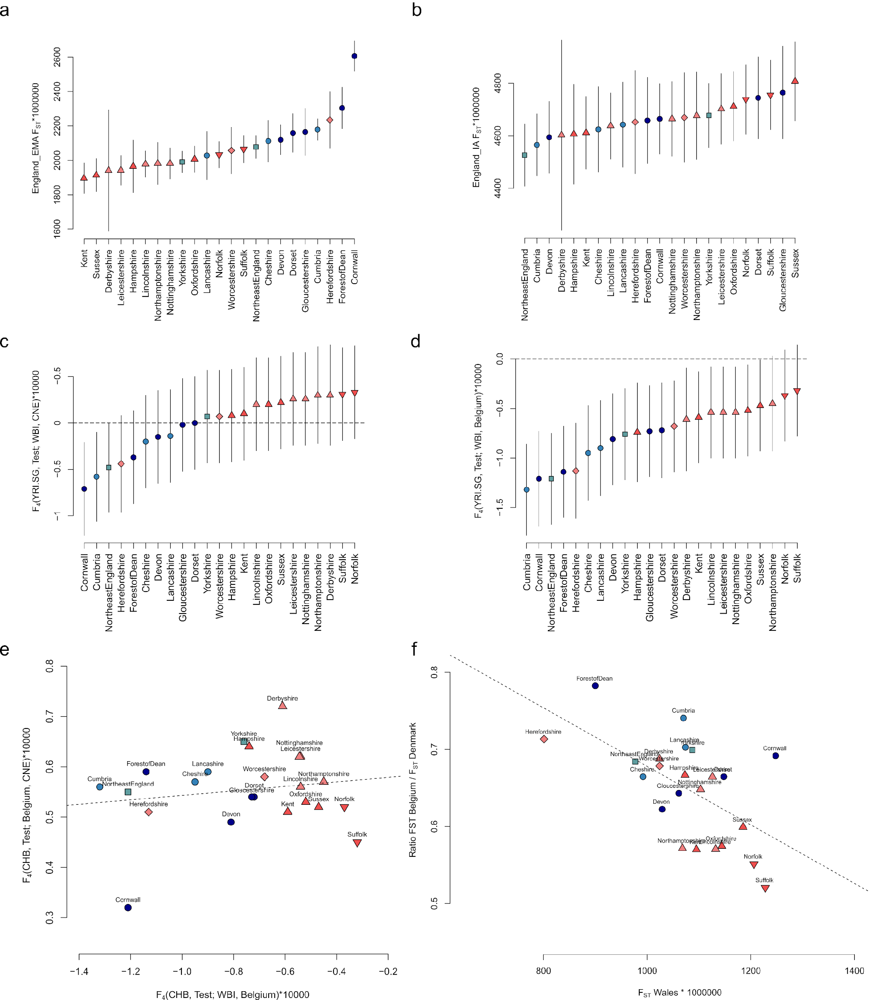 a
England_EMA FST*1000000
2600
2400
2200
2000
1800
1600
Kent
Sussex
Derbyshire
Leicestershire
Hampshire
Lincolnshire
Northamptonshire
Nottinghamshire
Yorkshire
Oxfordshire
Lancashire
Norfolk
Worcestershire
Suffolk
NortheastEngland
Cheshire
Devon
Dorset
Gloucestershire
Cumbria
Herefordshire
ForestofDean
Cornwall
b
England_IA FST*1000000
4800
4600
4400
NortheastEngland
Cumbria
Devon
Derbyshire
Hampshire
Kent
Cheshire
Lincolnshire
Lancashire
Herefordshire
ForestofDean
Cornwall
Nottinghamshire
Worcestershire
Northamptonshire
Yorkshire
Leicestershire
Oxfordshire
Norfolk
Dorset
Suffolk
Gloucestershire
Sussex
c
F4(YRI.SG, Test; WBI, CNE)*10000
−0.5
0
−0.5
−1
Cornwall
Cumbria
NortheastEngland
Herefordshire
ForestofDean
Cheshire
Devon
Lancashire
Gloucestershire
Dorset
Yorkshire
Worcestershire
Hampshire
Kent
Lincolnshire
Oxfordshire
Sussex
Leicestershire
Nottinghamshire
Northamptonshire
Derbyshire
Suffolk
Norfolk
d
F4(YRI.SG, Test; WBI, Belgium)*10000
0.0
−0.5
−1.0
−1.5
Cumbria
Cornwall
NortheastEngland
ForestofDean
Herefordshire
Cheshire
Lancashire
Devon
Yorkshire
Hampshire
Gloucestershire
Dorset
Worcestershire
Derbyshire
Kent
Lincolnshire
Leicestershire
Nottinghamshire
Oxfordshire
Sussex
Northamptonshire
Norfolk
Suffolk
e
F4(CHB, Test; Belgium, CNE)*10000
0.8
0.7
0.6
0.5
0.4
0.3
Derbyshire
Yorkshire
Hampshire
Nottinghamshire
Leicestershire
ForestofDean
Lancashire
Worcestershire
Cheshire
Northamptonshire
Cumbria
Lincolnshire
NortheastEngland
Dorset
Gloucestershire
Oxfordshire
Sussex
Norfolk
Herefordshire
Kent
Devon
Suffolk
Cornwall
−1.4
−1.2
−1.0
−0.8
−0.6
−0.4
−0.2
F4(CHB, Test; WBI, Belgium)*10000
f
Ratio FST Belgium / FST Denmark
0.8
0.7
0.6
0.5
ForestofDean
Cumbria
Herefordshire
Lancashire
Yorkshire
Cornwall
Derbyshire
NortheastEngland
Worcestershire
Hampshire
Cheshire
Leicestershire
Dorset
Nottinghamshire
Gloucestershire
Devon
Sussex
Oxfordshire
Northamptonshire
Kent
Lincolnshire
Norfolk
Suffolk
800
1000
1200
1400
FST Wales * 1000000